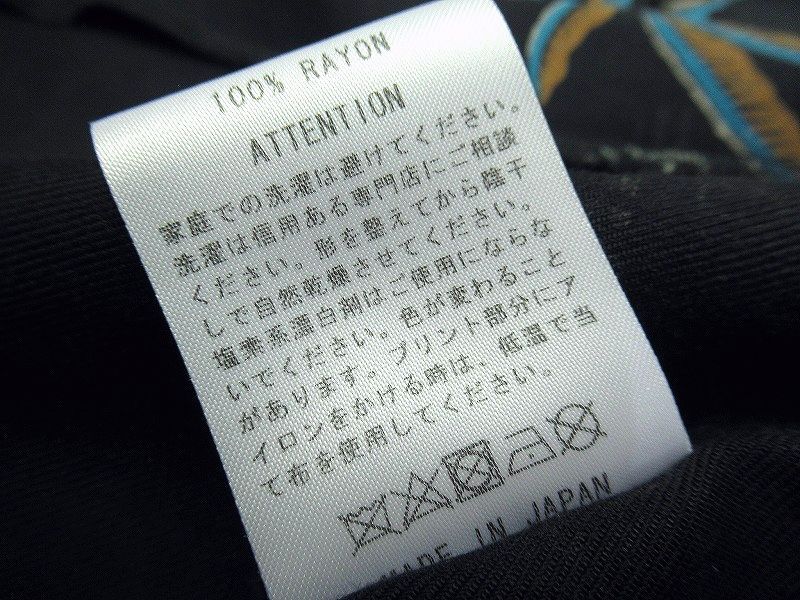 100% RAYON
ATTENTION
家庭での洗濯は避けてください。
洗濯は信用ある専門店にご相談
ください。形を整えてから陰干
しで自然乾燥させてください。
塩素系漂白剤はご使用にならな
いでください。色が変わること
があります。プリント部分にア
イロンをかける時は、低温で当
て布を使用してください。
MADE IN JAPAN